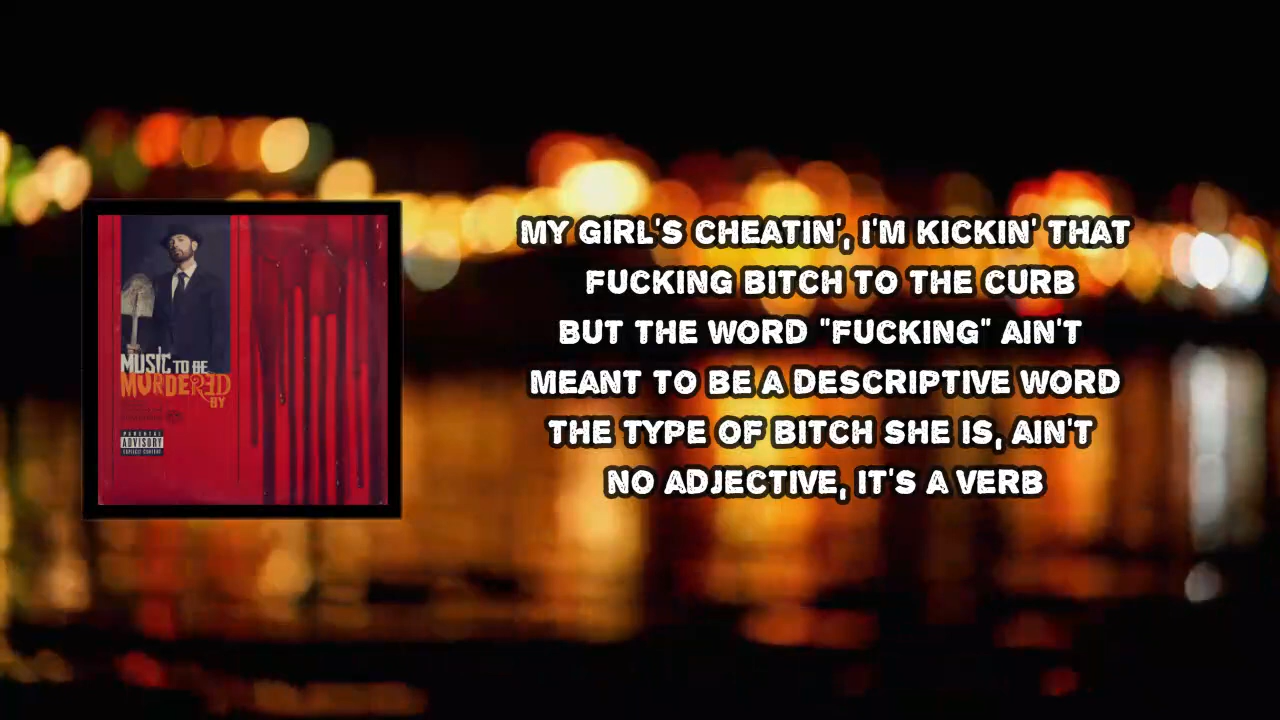 MUSIC TO BE
MURDERED
BY
PARENTAL
ADVISORY
EXPLICIT CONTENT
MY GIRL'S CHEATIN', I'M KICKIN' THAT
FUCKING BITCH TO THE CURB
BUT THE WORD "FUCKING" AIN'T
MEANT TO BE A DESCRIPTIVE WORD
THE TYPE OF BITCH SHE IS, AIN'T
NO ADJECTIVE, IT'S A VERB